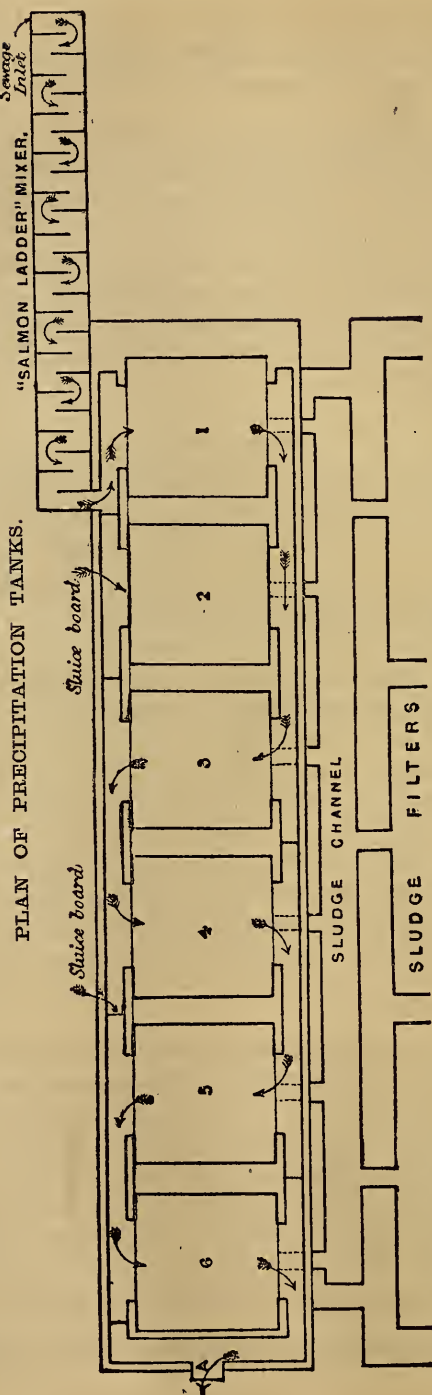 PLAN OF PRECIPITATION TANKS.
Sewage
Inlet
"SALMON LADDER" MIXER.
Sluice board
Sluice board
1
2
3
4
5
6
A
SLUDGE CHANNEL
SLUDGE FILTERS